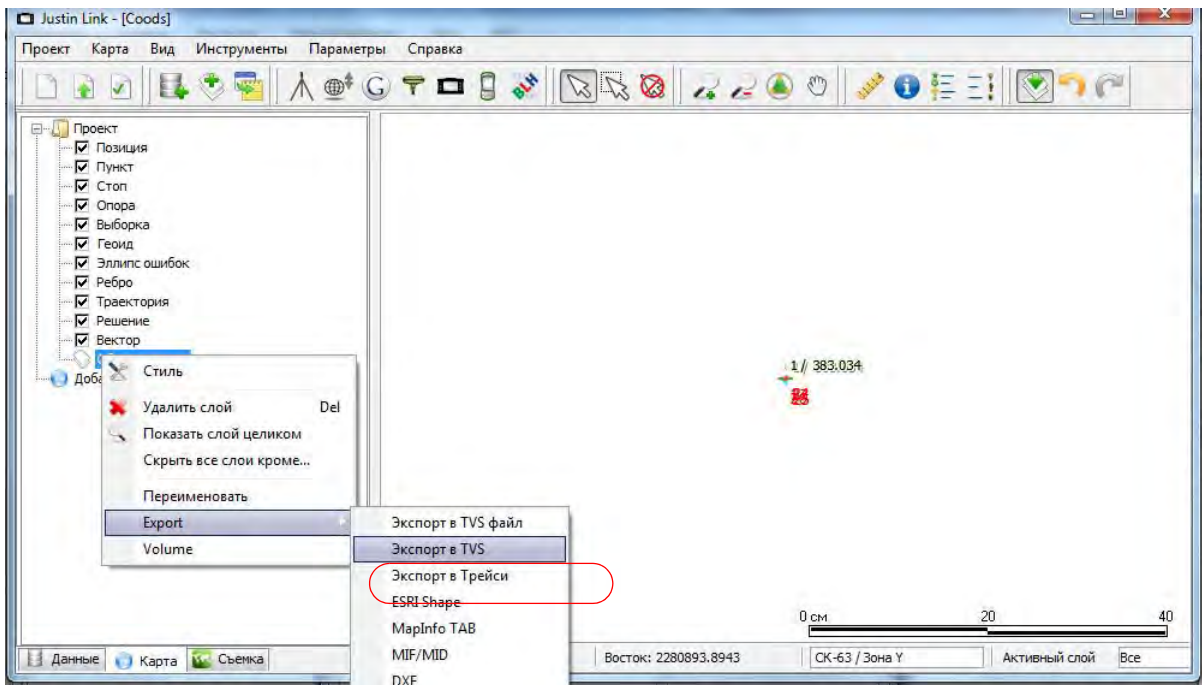 Justin Link - [Coods]
Проект Карта Вид Инструменты Параметры Справка
Проект
Позиция
Пункт
Стоп
Опора
Выборка
Геоид
Эллипс ошибок
Ребро
Траектория
Решение
Вектор
Стиль
Удалить слой Del
Показать слой целиком
Скрыть все слои кроме...
Переименовать
Export
Volume
Экспорт в TVS файл
Экспорт в TVS
Экспорт в Трейси
ESRI Shape
MapInfo TAB
MIF/MID
DXF
1 / 383.034
0 см 20 40
Данные Карта Съемка Восток: 2280893.8943 СК-63 / Зона Y Активный слой Все